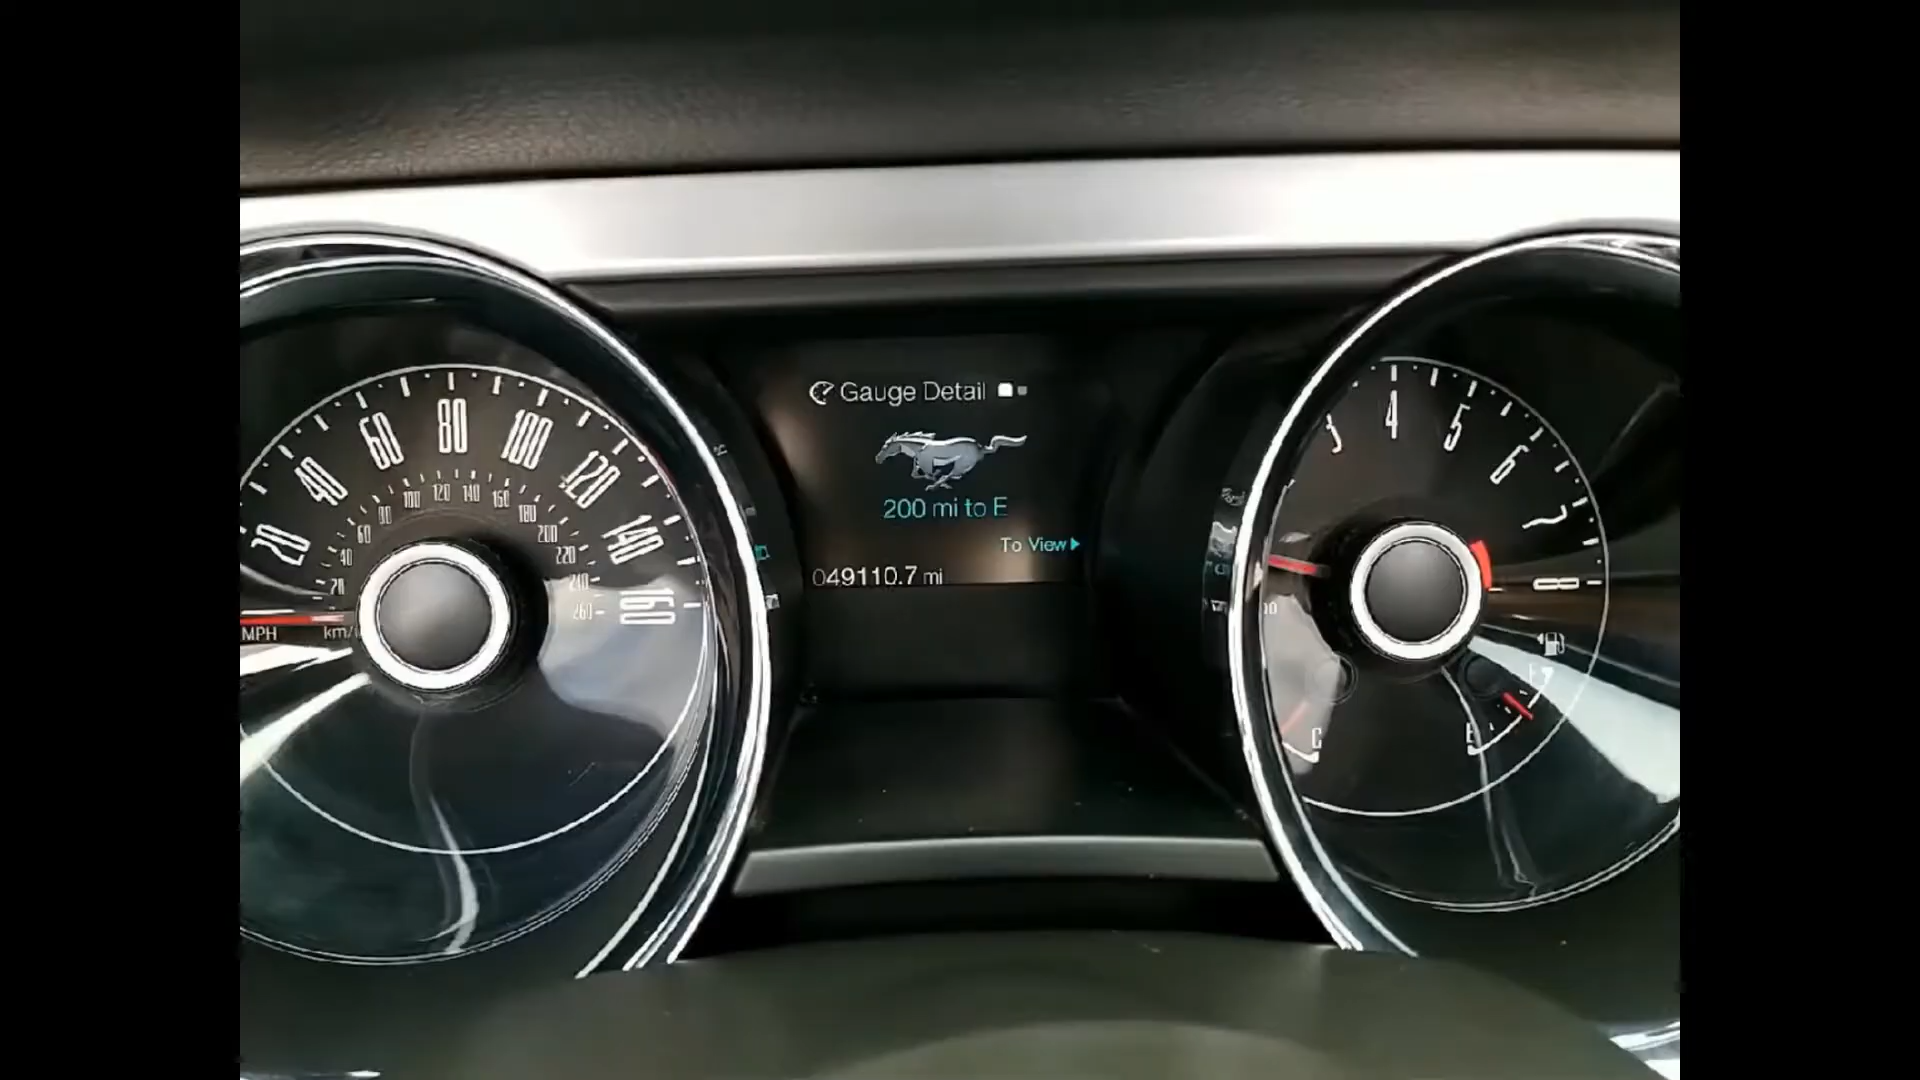 Gauge Detail
200 mi to E
To View
049110.7 mi
20 40 60 80 100 120 140 160
20 40 60 80 100 120 140 160 180 200 220 240 260
MPH
km/
3 4 5 6 7 8
C
E F